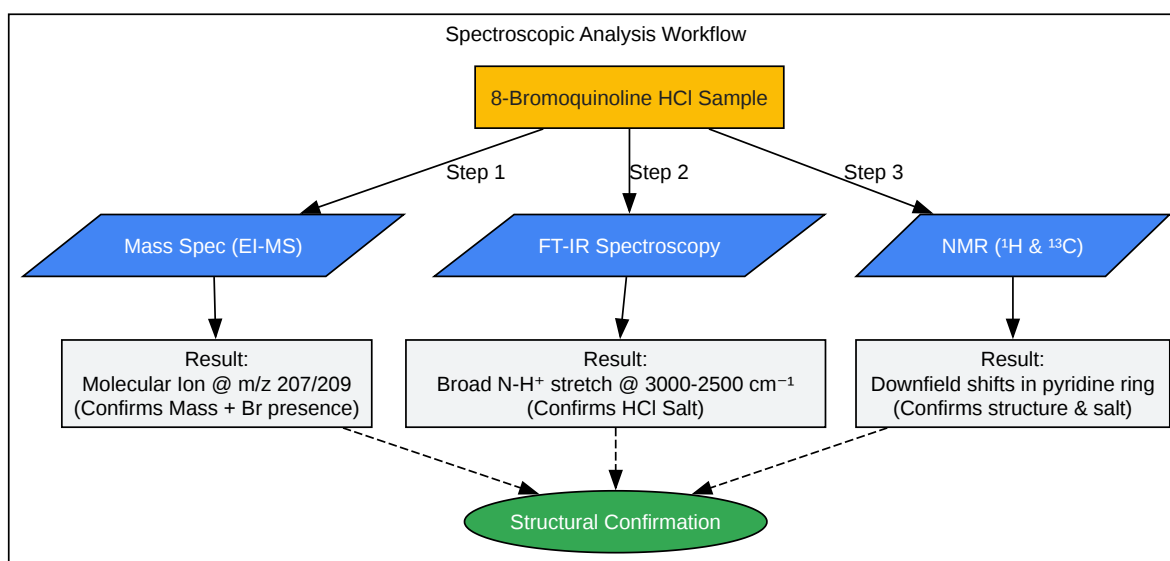 Spectroscopic Analysis Workflow
8-Bromoquinoline HCl Sample
Step 1
Step 2
Step 3
Mass Spec (EI-MS)
FT-IR Spectroscopy
NMR (¹H & ¹³C)
Result:
Molecular Ion @ m/z 207/209
(Confirms Mass + Br presence)
Result:
Broad N-H⁺ stretch @ 3000-2500 cm⁻¹
(Confirms HCl Salt)
Result:
Downfield shifts in pyridine ring
(Confirms structure & salt)
Structural Confirmation